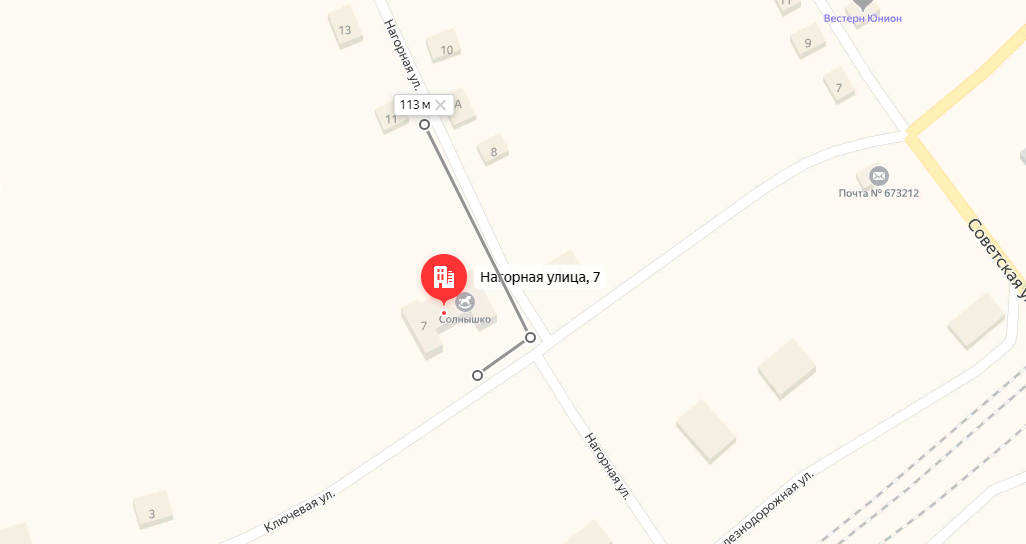 11
Вестерн Юнион
13
Нагорная ул.
10
9
7
113 м
А
11
8
Почта № 673212
Советская у
Нагорная улица, 7
Солнышко
7
Нагорная ул.
лезнодорожная ул.
Ключевая ул.
3